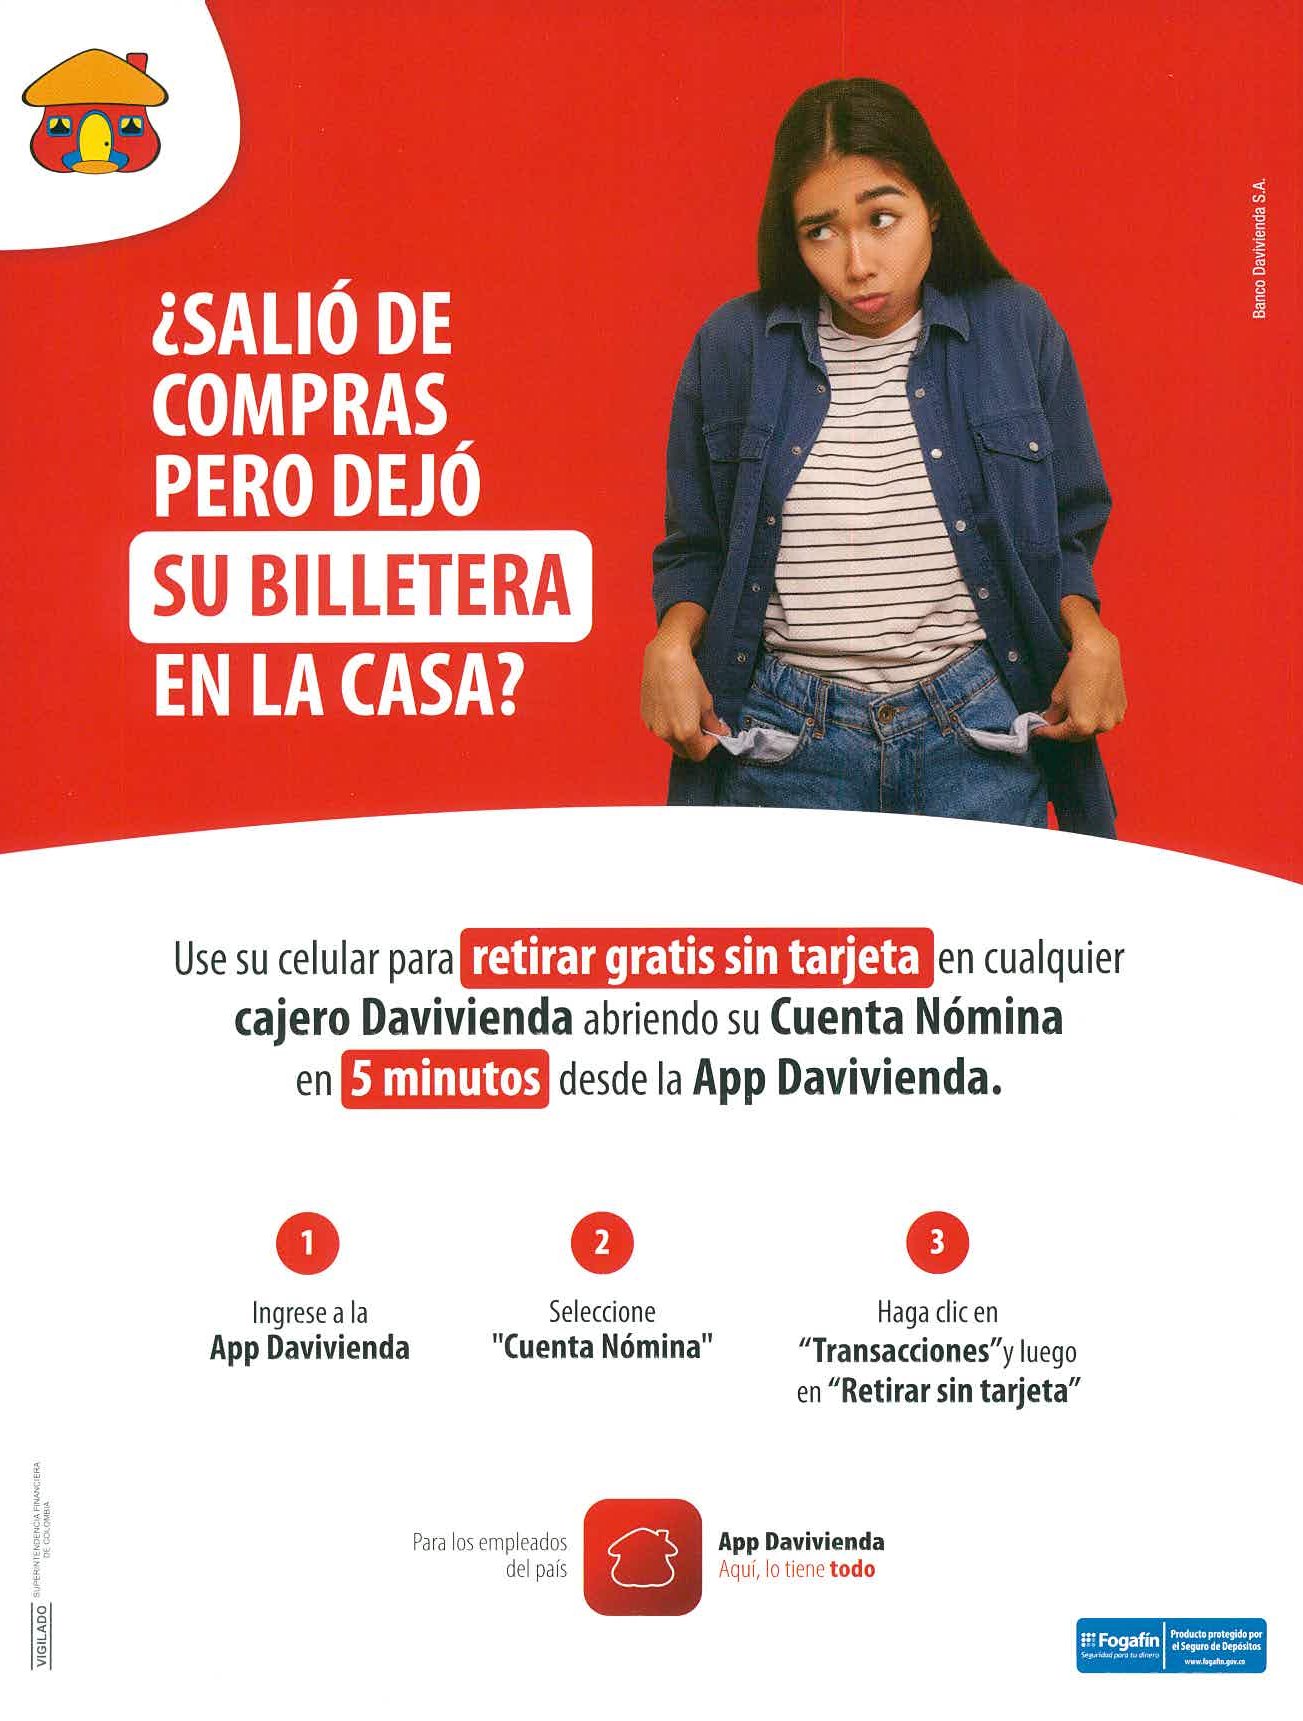 Banco Davivienda S.A.
¿SALIÓ DE
COMPRAS
PERO DEJÓ
SU BILLETERA
EN LA CASA?
Use su celular para retirar gratis sin tarjeta en cualquier
cajero Davivienda abriendo su Cuenta Nómina
en 5 minutos desde la App Davivienda.
1
Ingrese a la
App Davivienda
2
Seleccione
"Cuenta Nómina"
3
Haga clic en
“Transacciones” y luego
en “Retirar sin tarjeta”
Para los empleados
del país
App Davivienda
Aquí, lo tiene todo
VIGILADO SUPERINTENDENCIA FINANCIERA
DE COLOMBIA
Fogafín
Seguridad para tu dinero
Producto protegido por
el Seguro de Depósitos
www.fogafin.gov.co